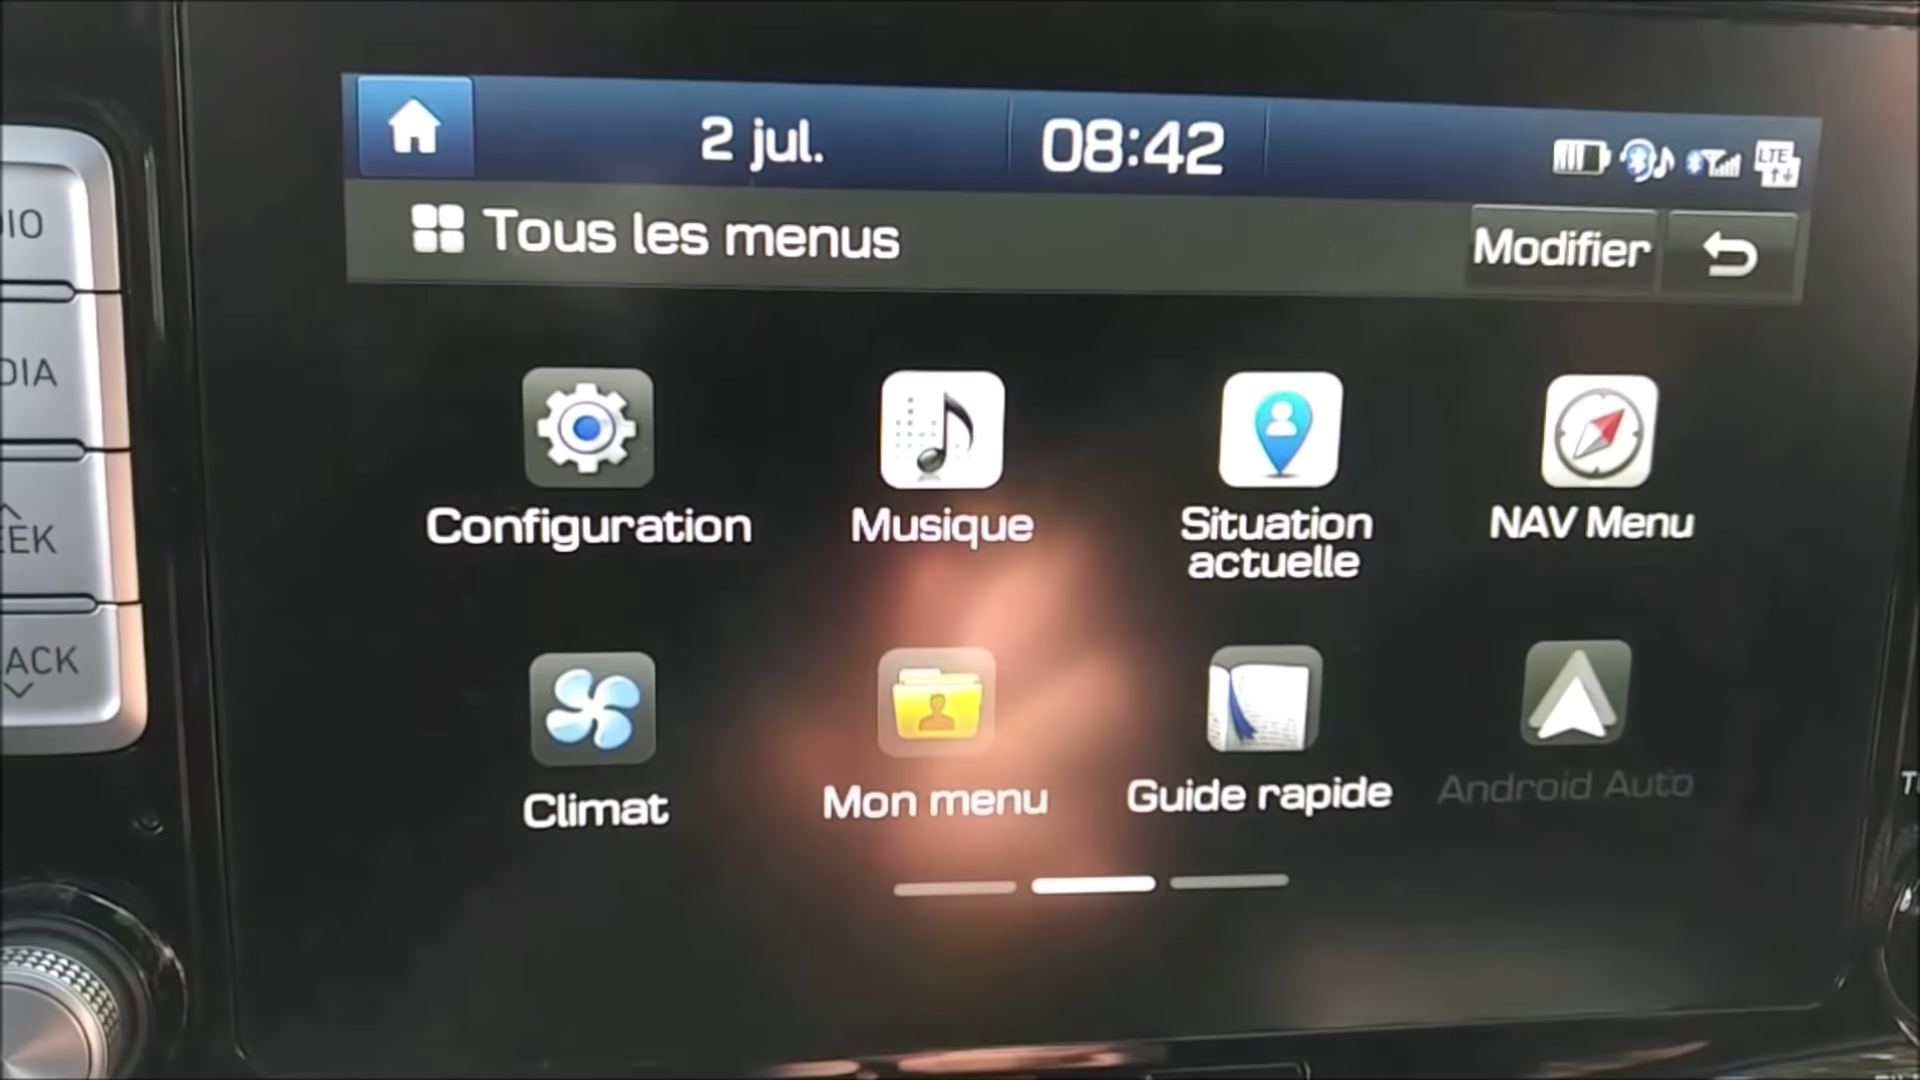 2 jul.
08:42
LTE
Tous les menus
Modifier
Configuration
Musique
Situation
actuelle
NAV Menu
Climat
Mon menu
Guide rapide
Android Auto